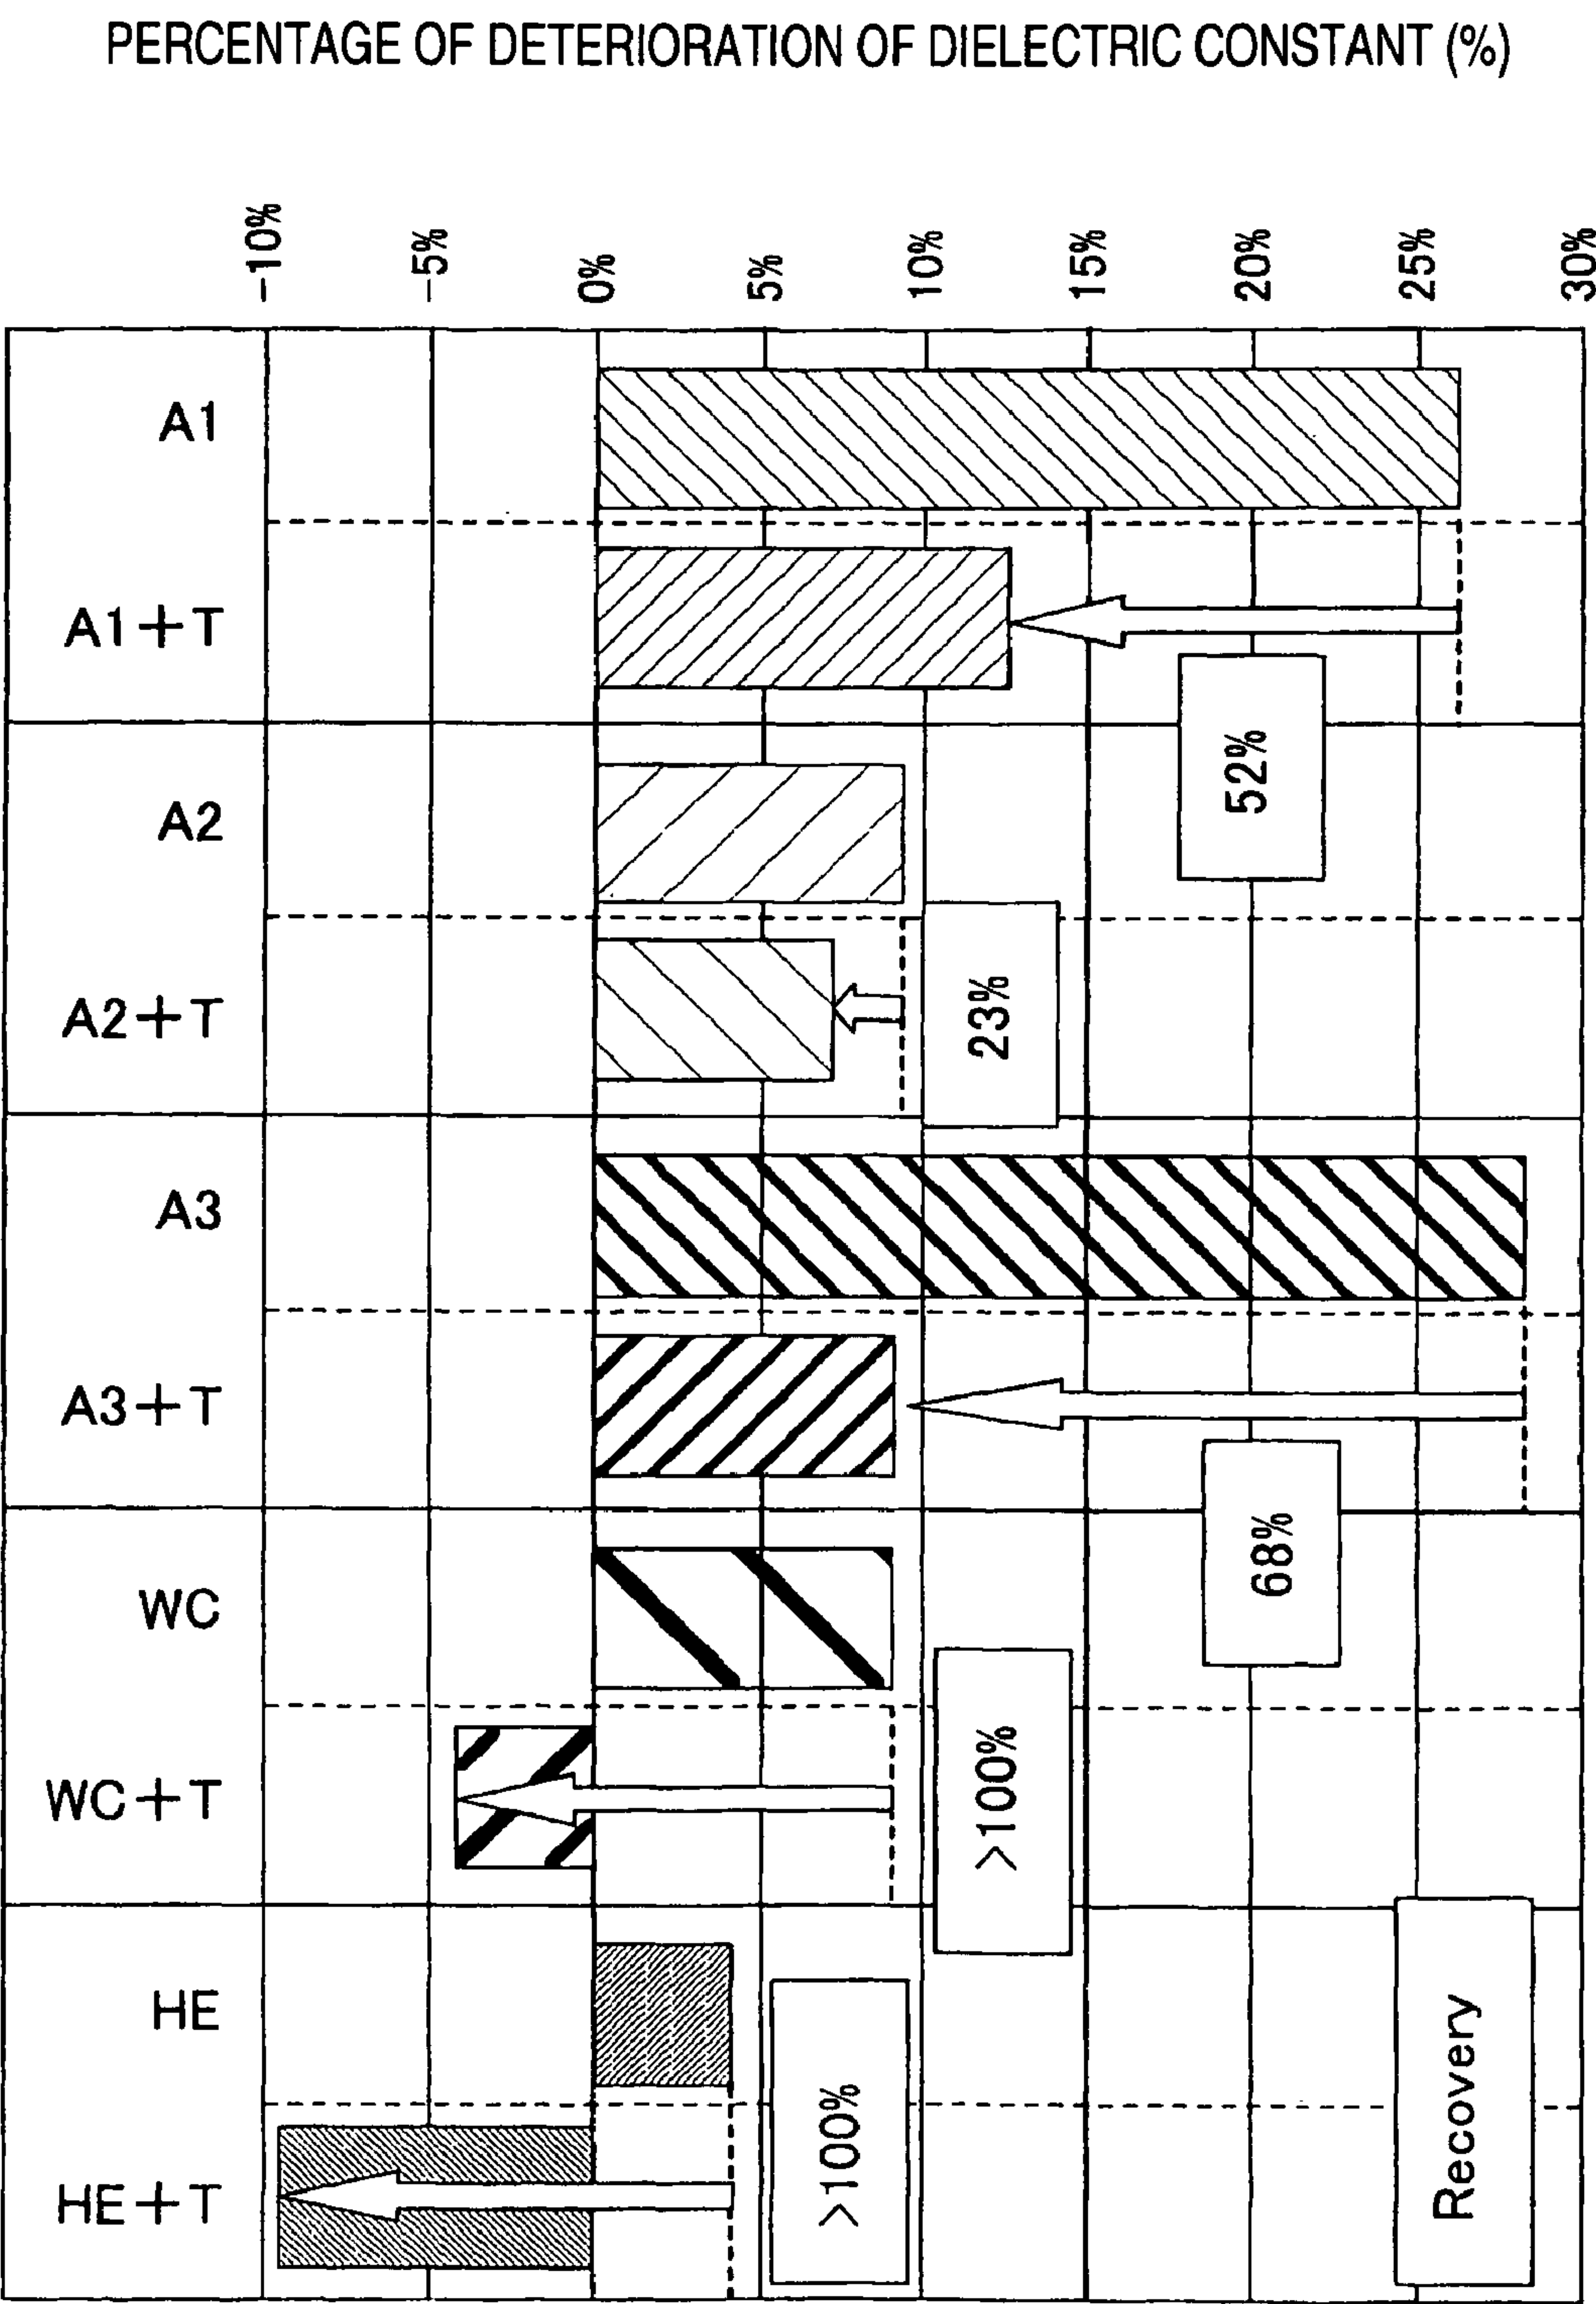 PERCENTAGE OF DETERIORATION OF DIELECTRIC CONSTANT (%)
-10%
-5%
0%
5%
10%
15%
20%
25%
30%
A1
A1+T
A2
A2+T
A3
A3+T
WC
WC+T
HE
HE+T
52%
23%
68%
>100%
>100%
Recovery